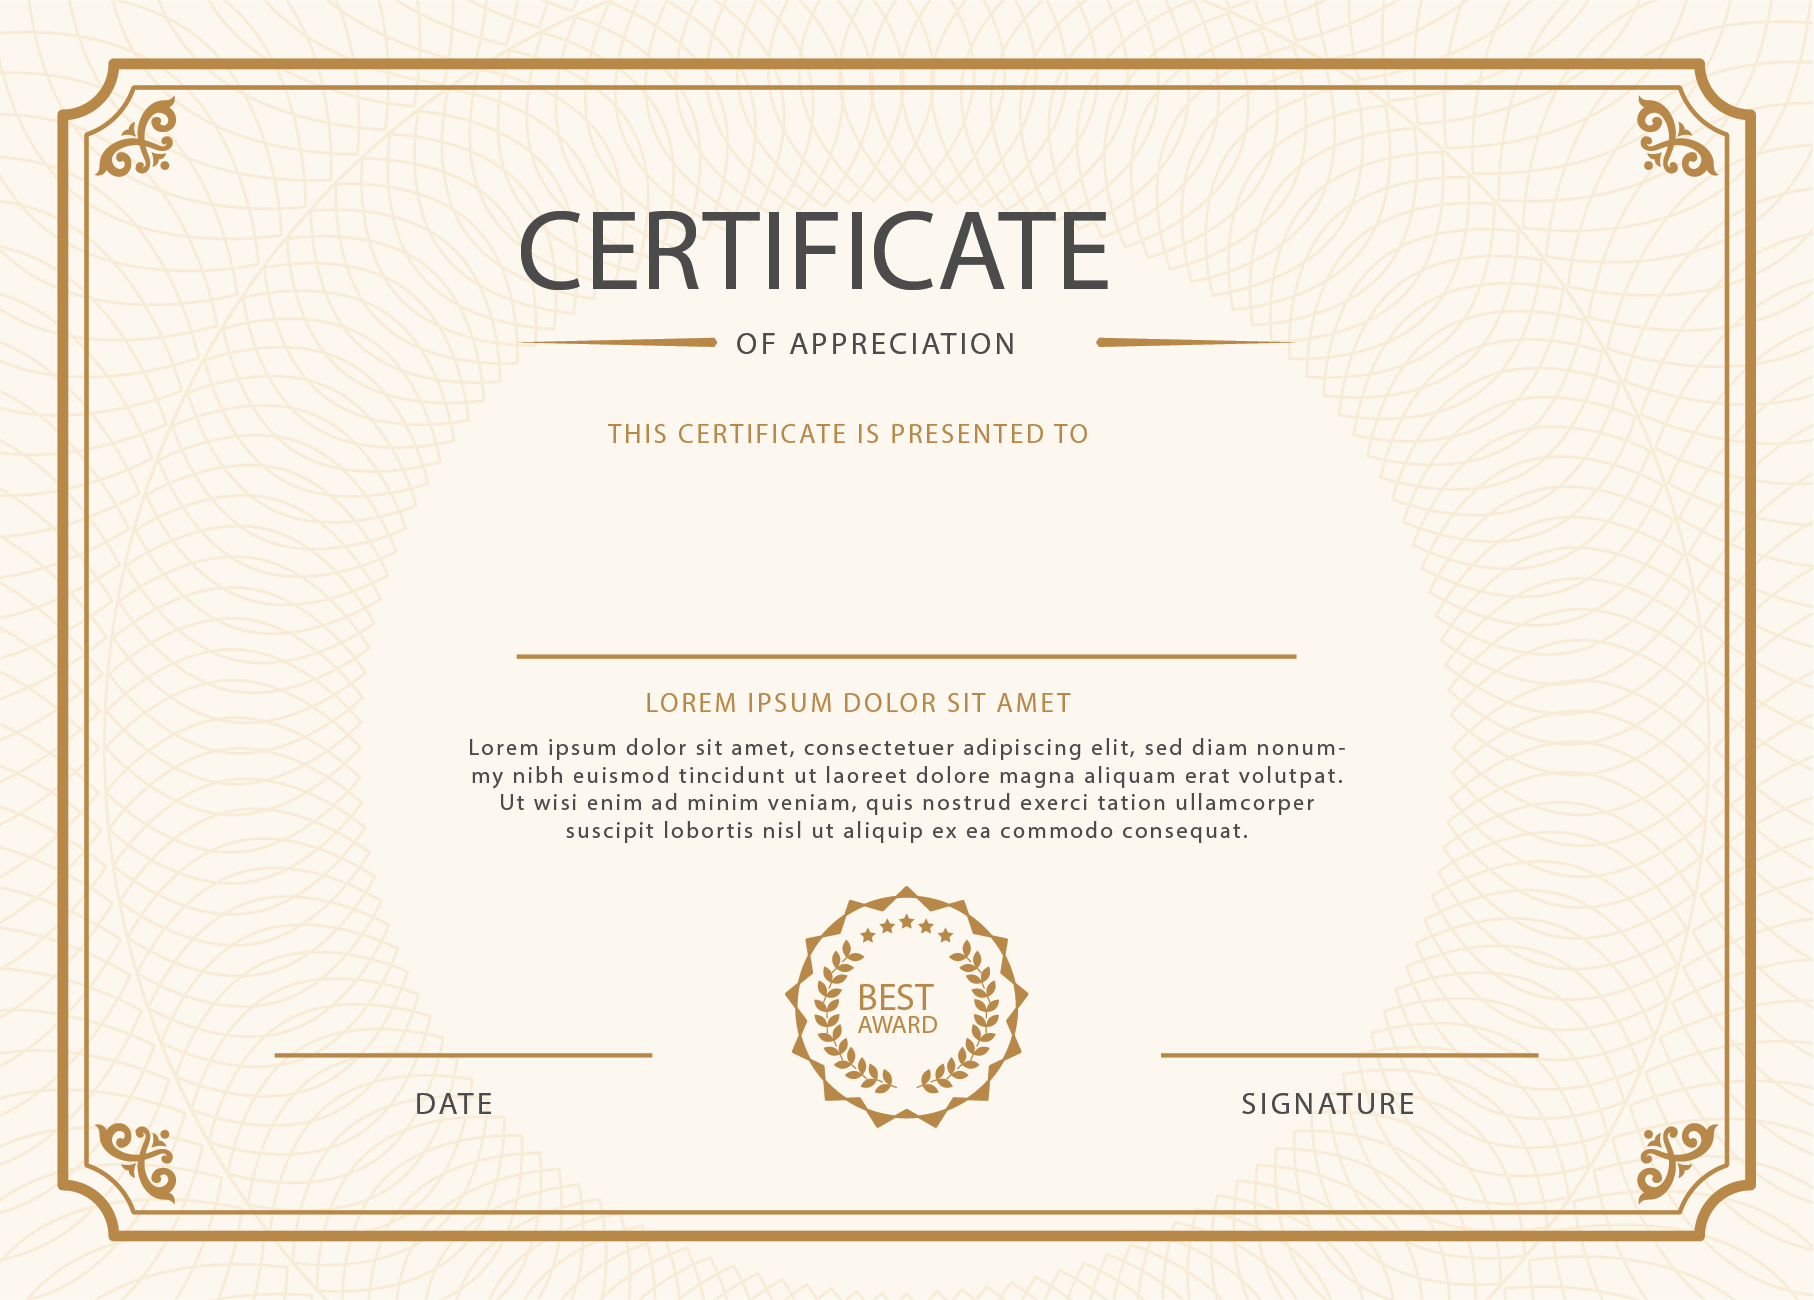 CERTIFICATE
OF APPRECIATION
THIS CERTIFICATE IS PRESENTED TO
LOREM IPSUM DOLOR SIT AMET
Lorem ipsum dolor sit amet, consectetuer adipiscing elit, sed diam nonum-
my nibh euismod tincidunt ut laoreet dolore magna aliquam erat volutpat.
Ut wisi enim ad minim veniam, quis nostrud exerci tation ullamcorper
suscipit lobortis nisl ut aliquip ex ea commodo consequat.
BEST
AWARD
DATE
SIGNATURE